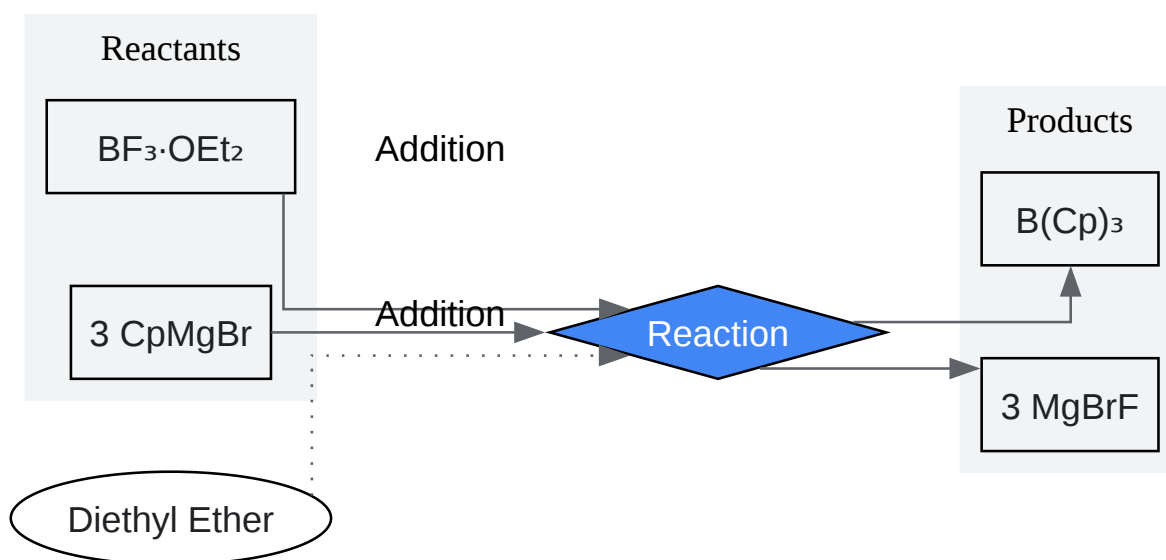 Reactants
BF₃·OEt₂
Addition
Products
B(Cp)₃
3 CpMgBr
Addition
Reaction
3 MgBrF
Diethyl Ether